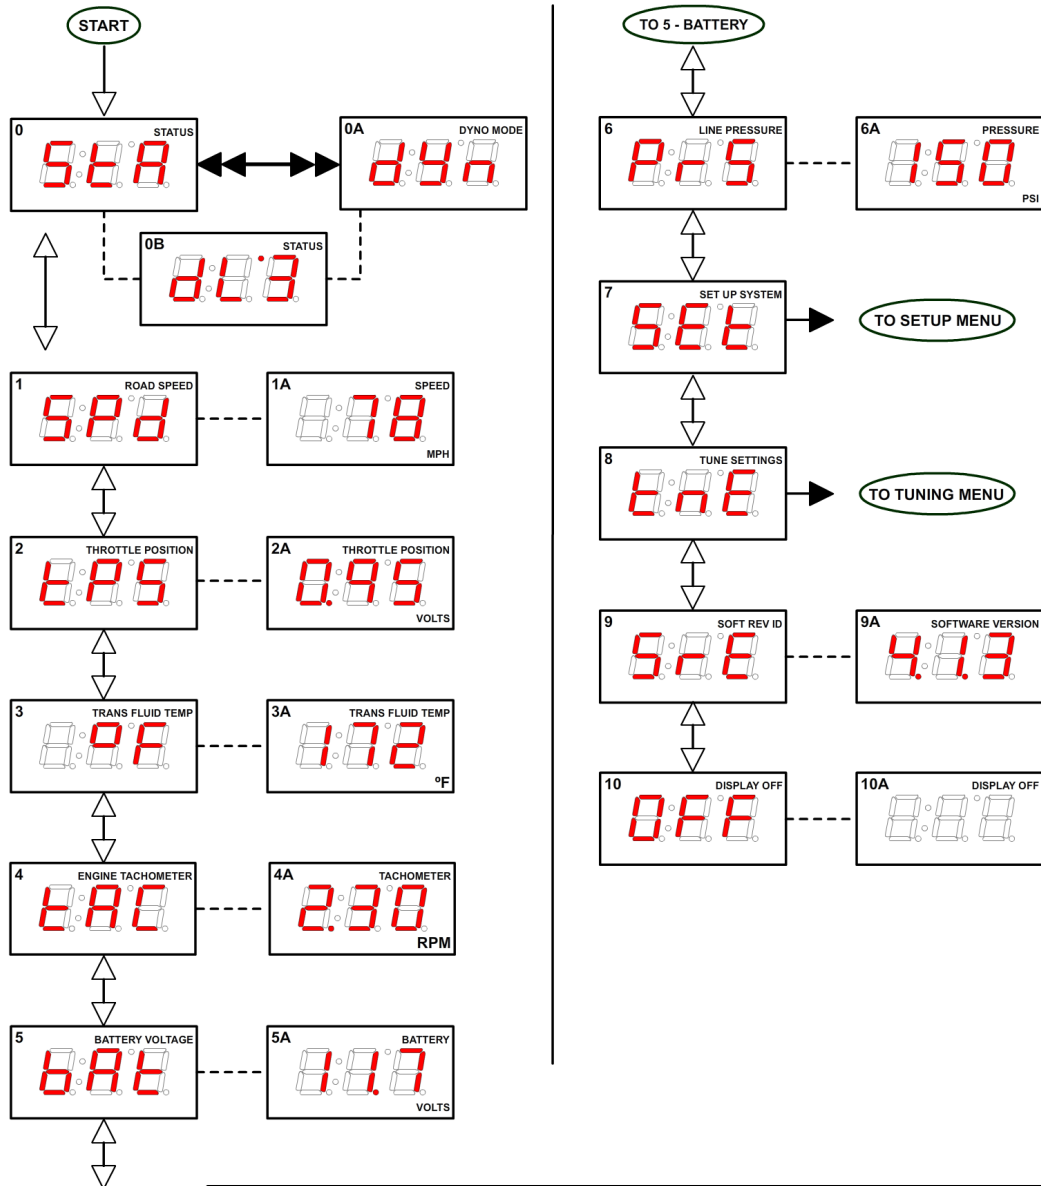 START
0 STATUS
StA
0A DYNO MODE
dYn
0B STATUS
dL˙3
1 ROAD SPEED
SPd
1A SPEED
78
MPH
2 THROTTLE POSITION
tPS
2A THROTTLE POSITION
0.95
VOLTS
3 TRANS FLUID TEMP
°F
3A TRANS FLUID TEMP
172
ºF
4 ENGINE TACHOMETER
tAC
4A TACHOMETER
2.30
RPM
5 BATTERY VOLTAGE
bAt
5A BATTERY
11.7
VOLTS
TO 5 - BATTERY
6 LINE PRESSURE
PrS
6A PRESSURE
150
PSI
7 SET UP SYSTEM
SEt
TO SETUP MENU
8 TUNE SETTINGS
tnE
TO TUNING MENU
9 SOFT REV ID
SrE
9A SOFTWARE VERSION
4.1.3
10 DISPLAY OFF
OFF
10A DISPLAY OFF